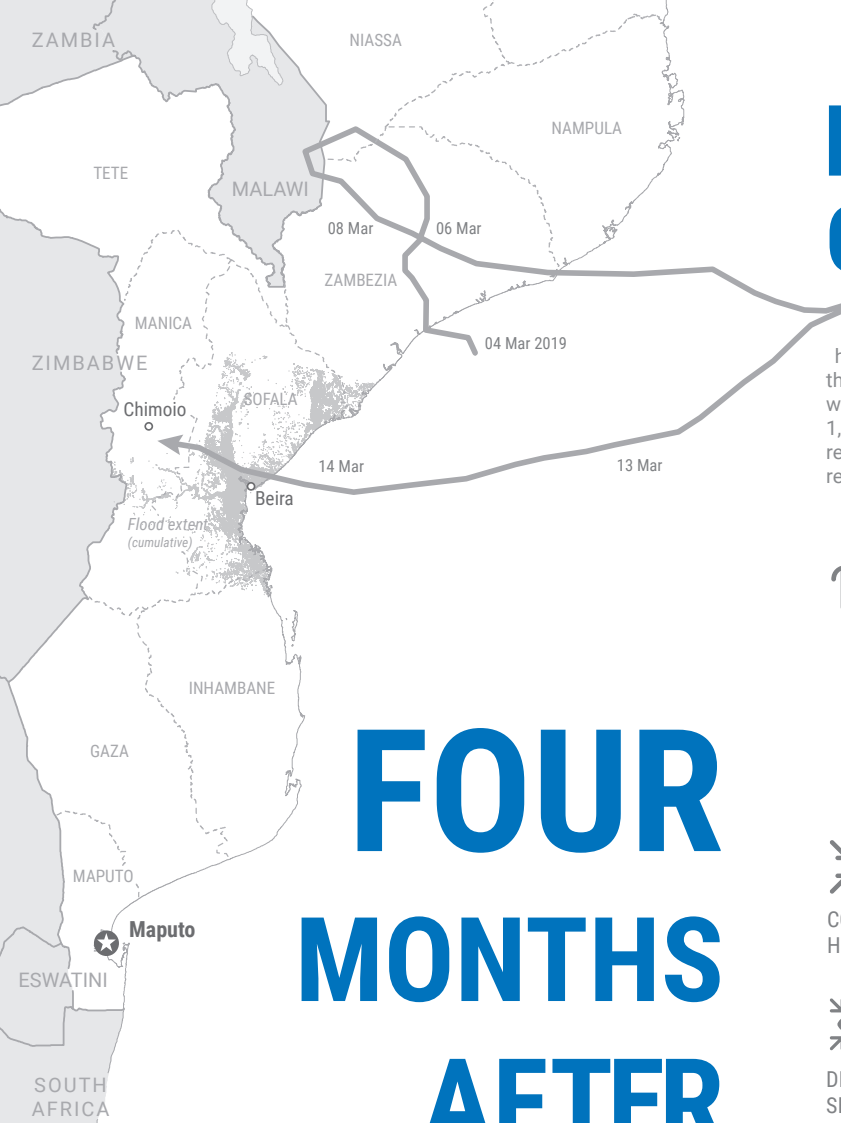 ZAMBIA
NIASSA
NAMPULA
TETE
MALAWI
08 Mar
06 Mar
ZAMBEZIA
MANICA
04 Mar 2019
ZIMBABWE
SOFALA
Chimoio
14 Mar
13 Mar
Beira
Flood extent
(cumulative)
INHAMBANE
GAZA
FOUR
MAPUTO
Maputo
MONTHS
ESWATINI
SOUTH
AFRICA
AFTER